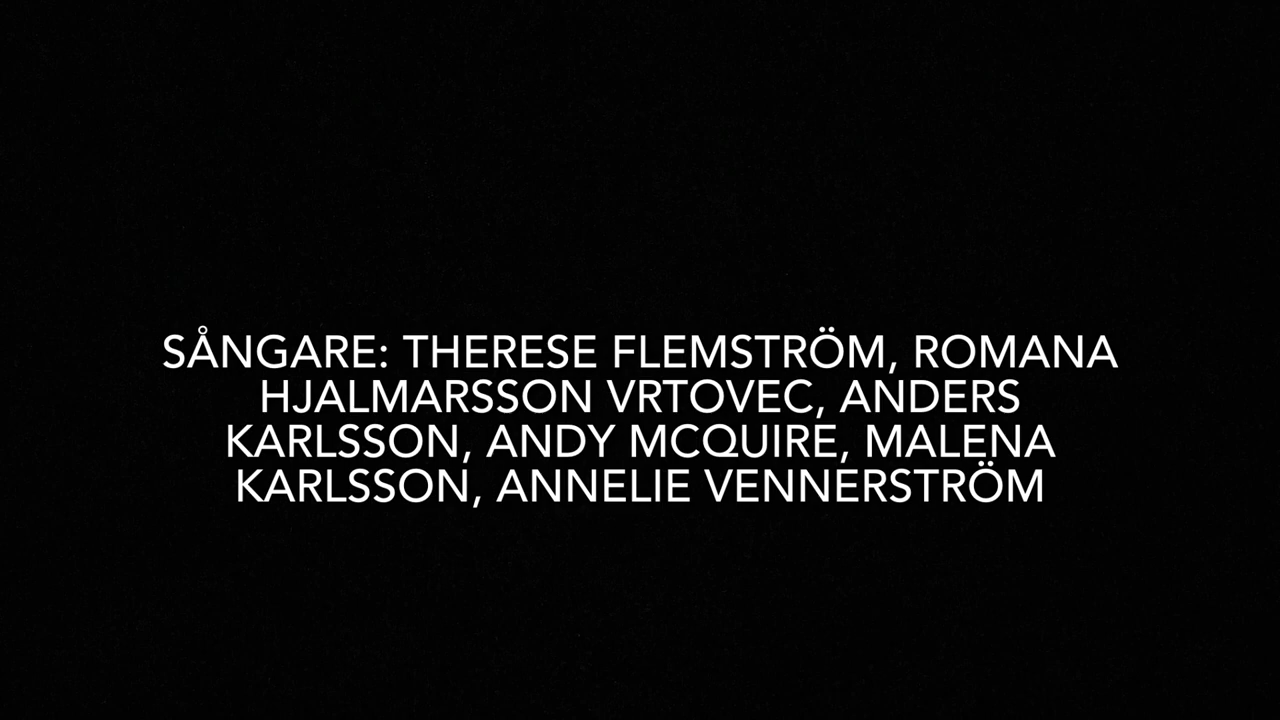 SÅNGARE: THERESE FLEMSTRÖM, ROMANA
HJALMARSSON VRTOVEC, ANDERS
KARLSSON, ANDY MCQUIRE, MALENA
KARLSSON, ANNELIE VENNERSTRÖM